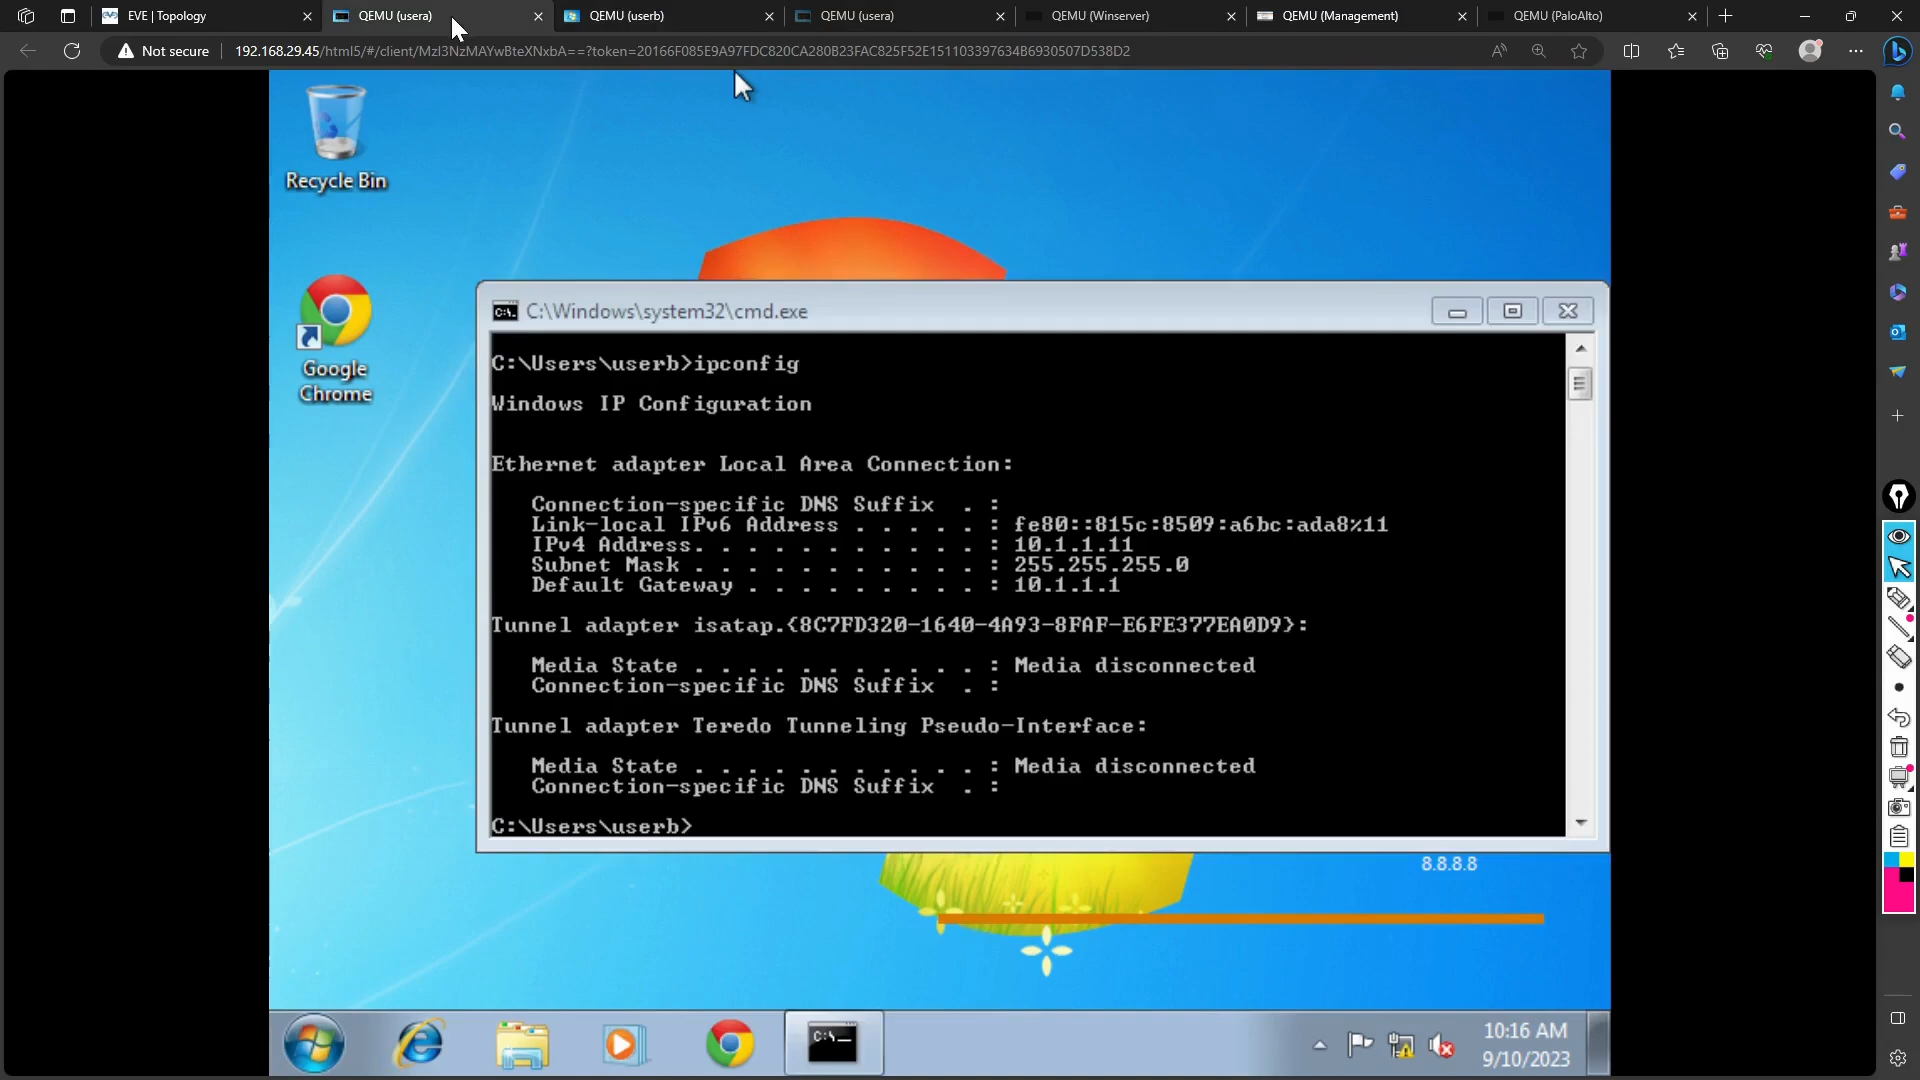 EVE | Topology
QEMU (usera)
QEMU (userb)
QEMU (usera)
QEMU (Winserver)
QEMU (Management)
QEMU (PaloAlto)
Not secure
192.168.29.45/html5/#/client/MzI3NzMAYwBteXNxbA==?token=20166F085E9A97FDC820CA280B23FAC825F52E151103397634B6930507D538D2
Recycle Bin
Google
Chrome
C:\Windows\system32\cmd.exe
C:\Users\userb>ipconfig
Windows IP Configuration
Ethernet adapter Local Area Connection:
Connection-specific DNS Suffix . :
Link-local IPv6 Address . . . . . : fe80::815c:8509:a6bc:ada8%11
IPv4 Address. . . . . . . . . . . : 10.1.1.11
Subnet Mask . . . . . . . . . . . : 255.255.255.0
Default Gateway . . . . . . . . . : 10.1.1.1
Tunnel adapter isatap.{8C7FD320-1640-4A93-8FAF-E6FE377EA0D9}:
Media State . . . . . . . . . . . : Media disconnected
Connection-specific DNS Suffix . :
Tunnel adapter Teredo Tunneling Pseudo-Interface:
Media State . . . . . . . . . . . : Media disconnected
Connection-specific DNS Suffix . :
C:\Users\userb>
8.8.8.8
10:16 AM
9/10/2023